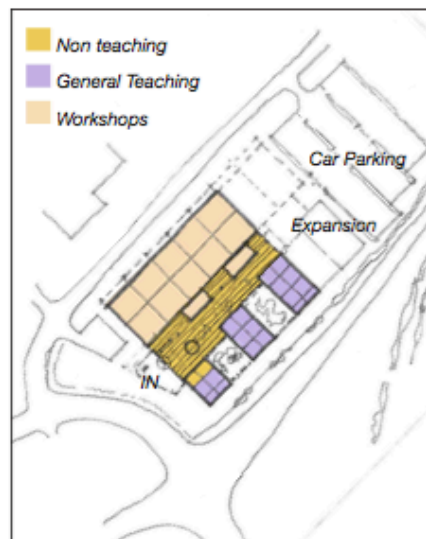 Non teaching
General Teaching
Workshops
Car Parking
Expansion
IN